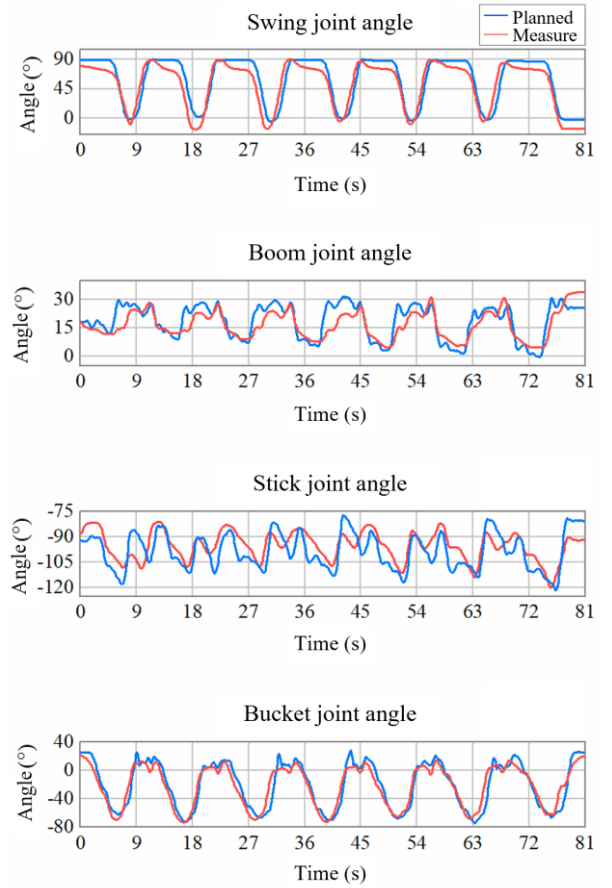 Swing joint angle
Planned
Measure
Angle(°)
90
45
0
0 9 18 27 36 45 54 63 72 81
Time (s)
Boom joint angle
Angle(°)
30
15
0
0 9 18 27 36 45 54 63 72 81
Time (s)
Stick joint angle
Angle(°)
-75
-90
-105
-120
0 9 18 27 36 45 54 63 72 81
Time (s)
Bucket joint angle
Angle(°)
40
0
-40
-80
0 9 18 27 36 45 54 63 72 81
Time (s)